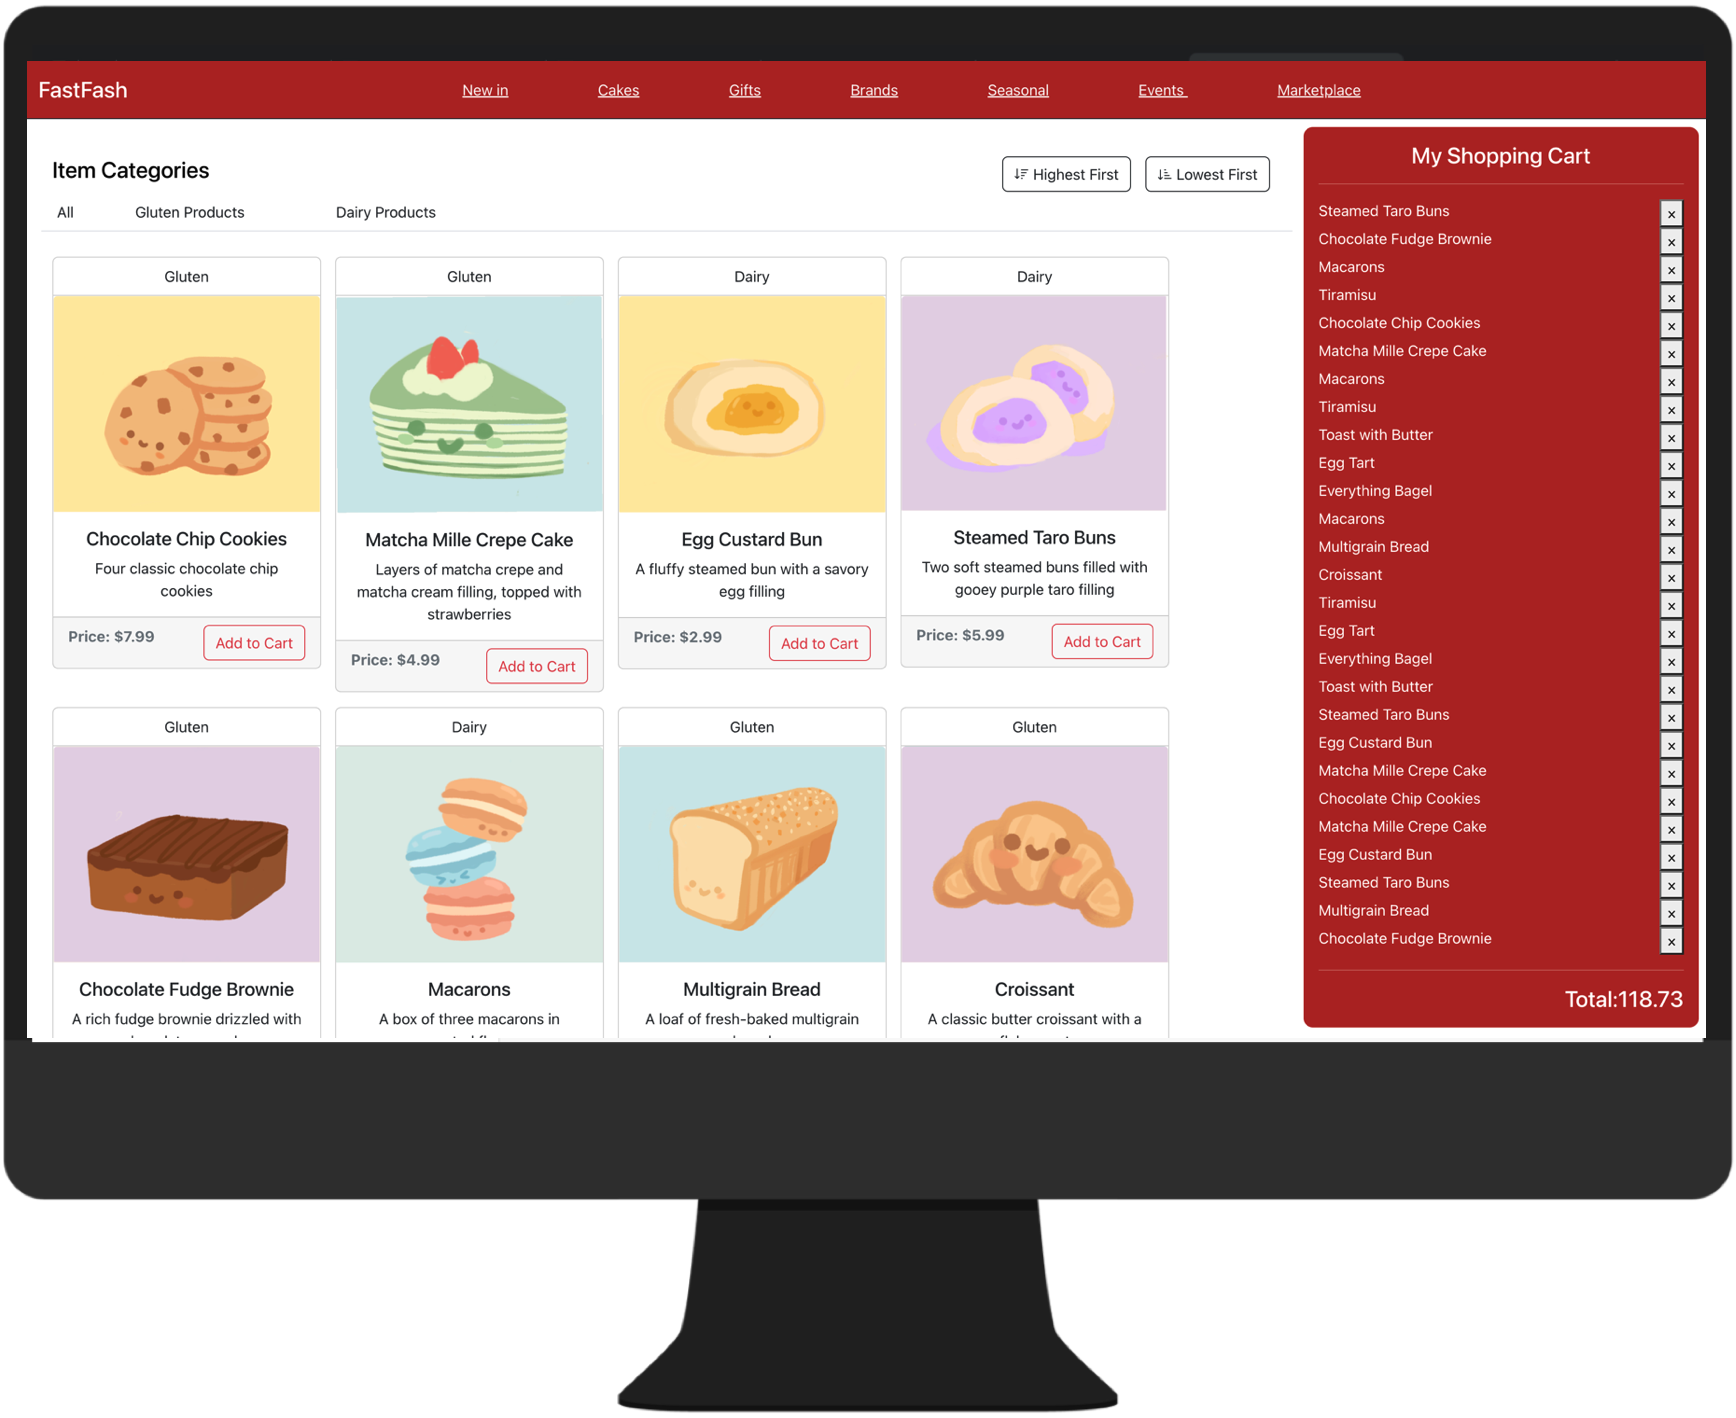 FastFash
New in
Cakes
Gifts
Brands
Seasonal
Events
Marketplace
Item Categories
Highest First
Lowest First
All
Gluten Products
Dairy Products
Gluten
Chocolate Chip Cookies
Four classic chocolate chip
cookies
Price: $7.99
Add to Cart
Gluten
Matcha Mille Crepe Cake
Layers of matcha crepe and
matcha cream filling, topped with
strawberries
Price: $4.99
Add to Cart
Dairy
Egg Custard Bun
A fluffy steamed bun with a savory
egg filling
Price: $2.99
Add to Cart
Dairy
Steamed Taro Buns
Two soft steamed buns filled with
gooey purple taro filling
Price: $5.99
Add to Cart
Gluten
Chocolate Fudge Brownie
A rich fudge brownie drizzled with
Dairy
Macarons
A box of three macarons in
Gluten
Multigrain Bread
A loaf of fresh-baked multigrain
Gluten
Croissant
A classic butter croissant with a
My Shopping Cart
Steamed Taro Buns x
Chocolate Fudge Brownie x
Macarons x
Tiramisu x
Chocolate Chip Cookies x
Matcha Mille Crepe Cake x
Macarons x
Tiramisu x
Toast with Butter x
Egg Tart x
Everything Bagel x
Macarons x
Multigrain Bread x
Croissant x
Tiramisu x
Egg Tart x
Everything Bagel x
Toast with Butter x
Steamed Taro Buns x
Egg Custard Bun x
Matcha Mille Crepe Cake x
Chocolate Chip Cookies x
Matcha Mille Crepe Cake x
Egg Custard Bun x
Steamed Taro Buns x
Multigrain Bread x
Chocolate Fudge Brownie x
Total:118.73